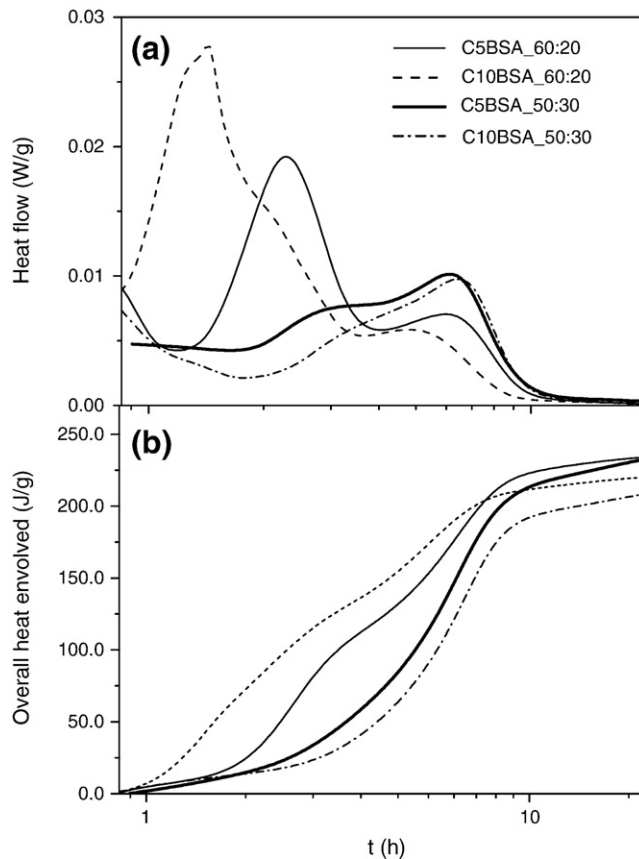 0.03
(a)
C5BSA_60:20
C10BSA_60:20
C5BSA_50:30
C10BSA_50:30
Heat flow (W/g)
0.02
0.01
0.00
250.0
(b)
Overall heat envolved (J/g)
200.0
150.0
100.0
50.0
0.0
1
10
t (h)